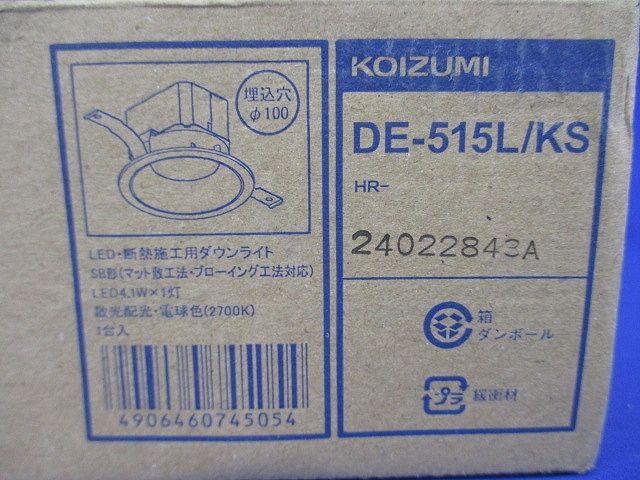 埋込穴
φ100
LED・断熱施工用ダウンライト
SB形(マット敷工法・ブローイング工法対応)
LED4.1W×1灯
散光配光・電球色(2700K)
1台入
4906460745054
KOIZUMI
DE-515L/KS
HR-
24022843A
箱
ダンボール
プラ
緩衝材